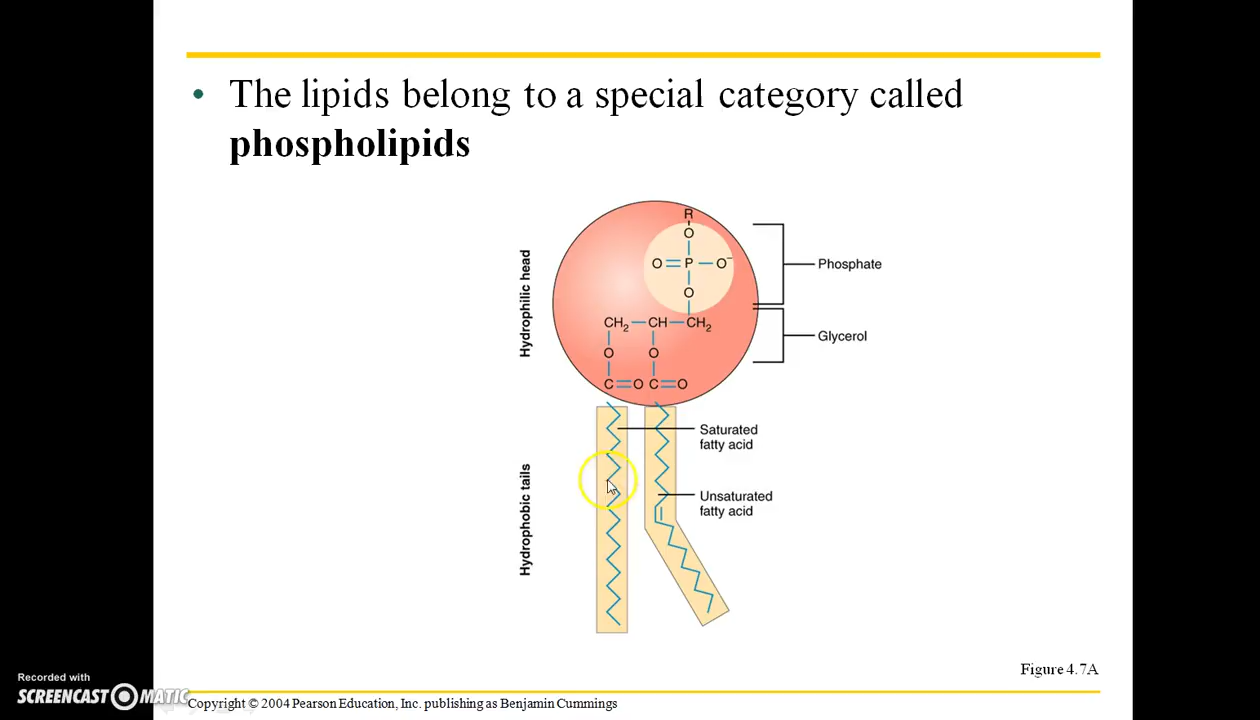 • The lipids belong to a special category called
phospholipids
Hydrophilic head
R
O
O=P—O⁻
O
CH₂—CH—CH₂
O O
C=O C=O
Phosphate
Glycerol
Hydrophobic tails
Saturated
fatty acid
Unsaturated
fatty acid
Figure 4.7A
Recorded with
SCREENCAST MATIC
Copyright © 2004 Pearson Education, Inc. publishing as Benjamin Cummings